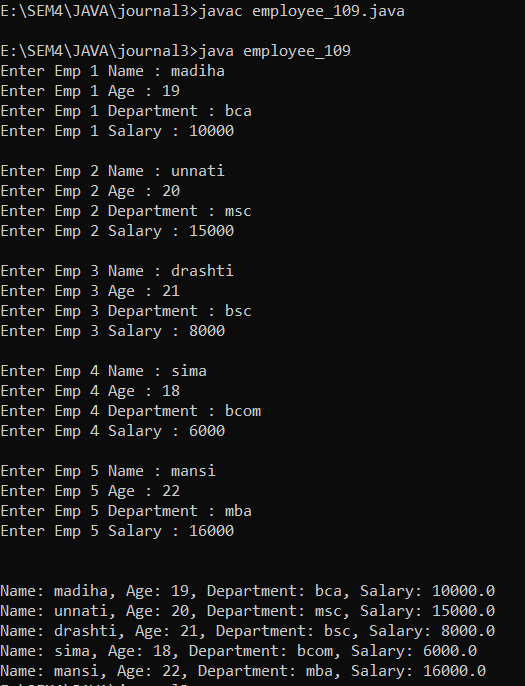 E:\SEM4\JAVA\journal3>javac employee_109.java
E:\SEM4\JAVA\journal3>java employee_109
Enter Emp 1 Name : madiha
Enter Emp 1 Age : 19
Enter Emp 1 Department : bca
Enter Emp 1 Salary : 10000
Enter Emp 2 Name : unnati
Enter Emp 2 Age : 20
Enter Emp 2 Department : msc
Enter Emp 2 Salary : 15000
Enter Emp 3 Name : drashti
Enter Emp 3 Age : 21
Enter Emp 3 Department : bsc
Enter Emp 3 Salary : 8000
Enter Emp 4 Name : sima
Enter Emp 4 Age : 18
Enter Emp 4 Department : bcom
Enter Emp 4 Salary : 6000
Enter Emp 5 Name : mansi
Enter Emp 5 Age : 22
Enter Emp 5 Department : mba
Enter Emp 5 Salary : 16000
Name: madiha, Age: 19, Department: bca, Salary: 10000.0
Name: unnati, Age: 20, Department: msc, Salary: 15000.0
Name: drashti, Age: 21, Department: bsc, Salary: 8000.0
Name: sima, Age: 18, Department: bcom, Salary: 6000.0
Name: mansi, Age: 22, Department: mba, Salary: 16000.0